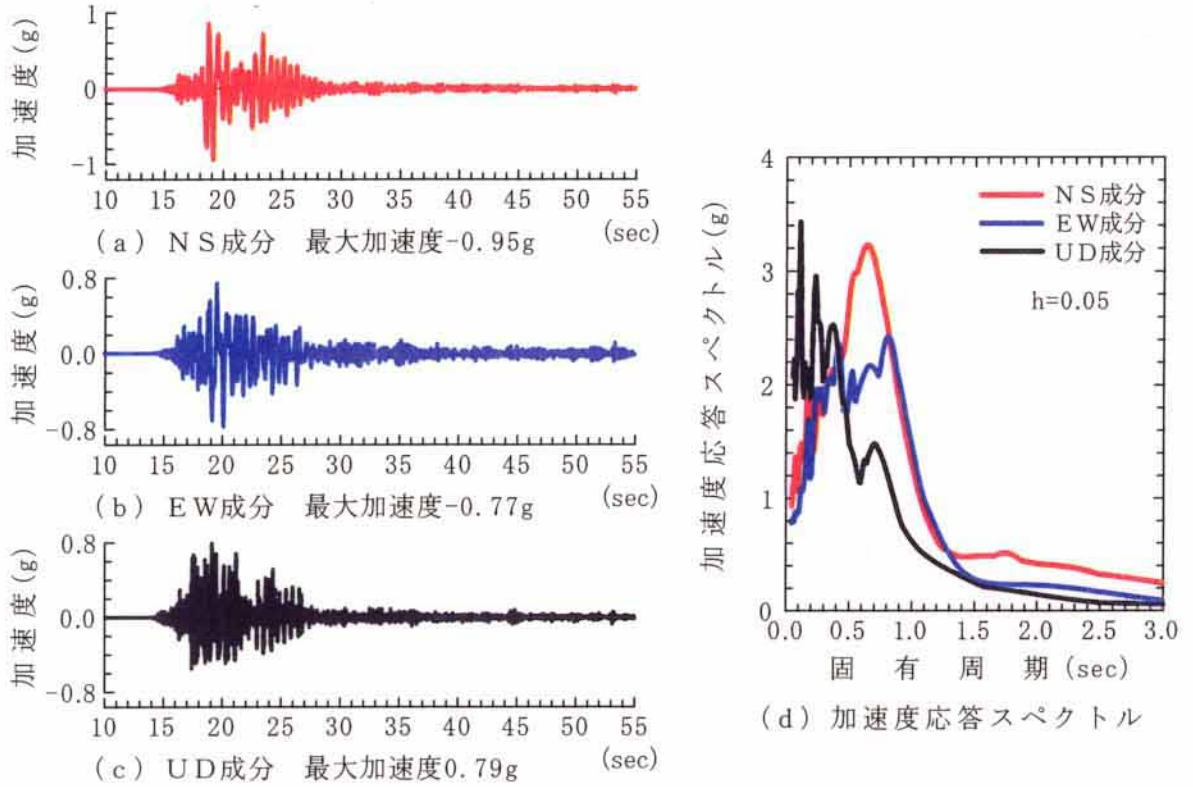 加速度(g)
1
0
-1
10 15 20 25 30 35 40 45 50 55
(sec)
(a) NS成分 最大加速度-0.95g
加速度(g)
0.8
0.0
-0.8
10 15 20 25 30 35 40 45 50 55
(sec)
(b) EW成分 最大加速度-0.77g
加速度(g)
0.8
0.0
-0.8
10 15 20 25 30 35 40 45 50 55
(sec)
(c) UD成分 最大加速度0.79g
加速度応答スペクトル(g)
4
3
2
1
0
NS成分
EW成分
UD成分
h=0.05
0.0 0.5 1.0 1.5 2.0 2.5 3.0
固有周期(sec)
(d)加速度応答スペクトル